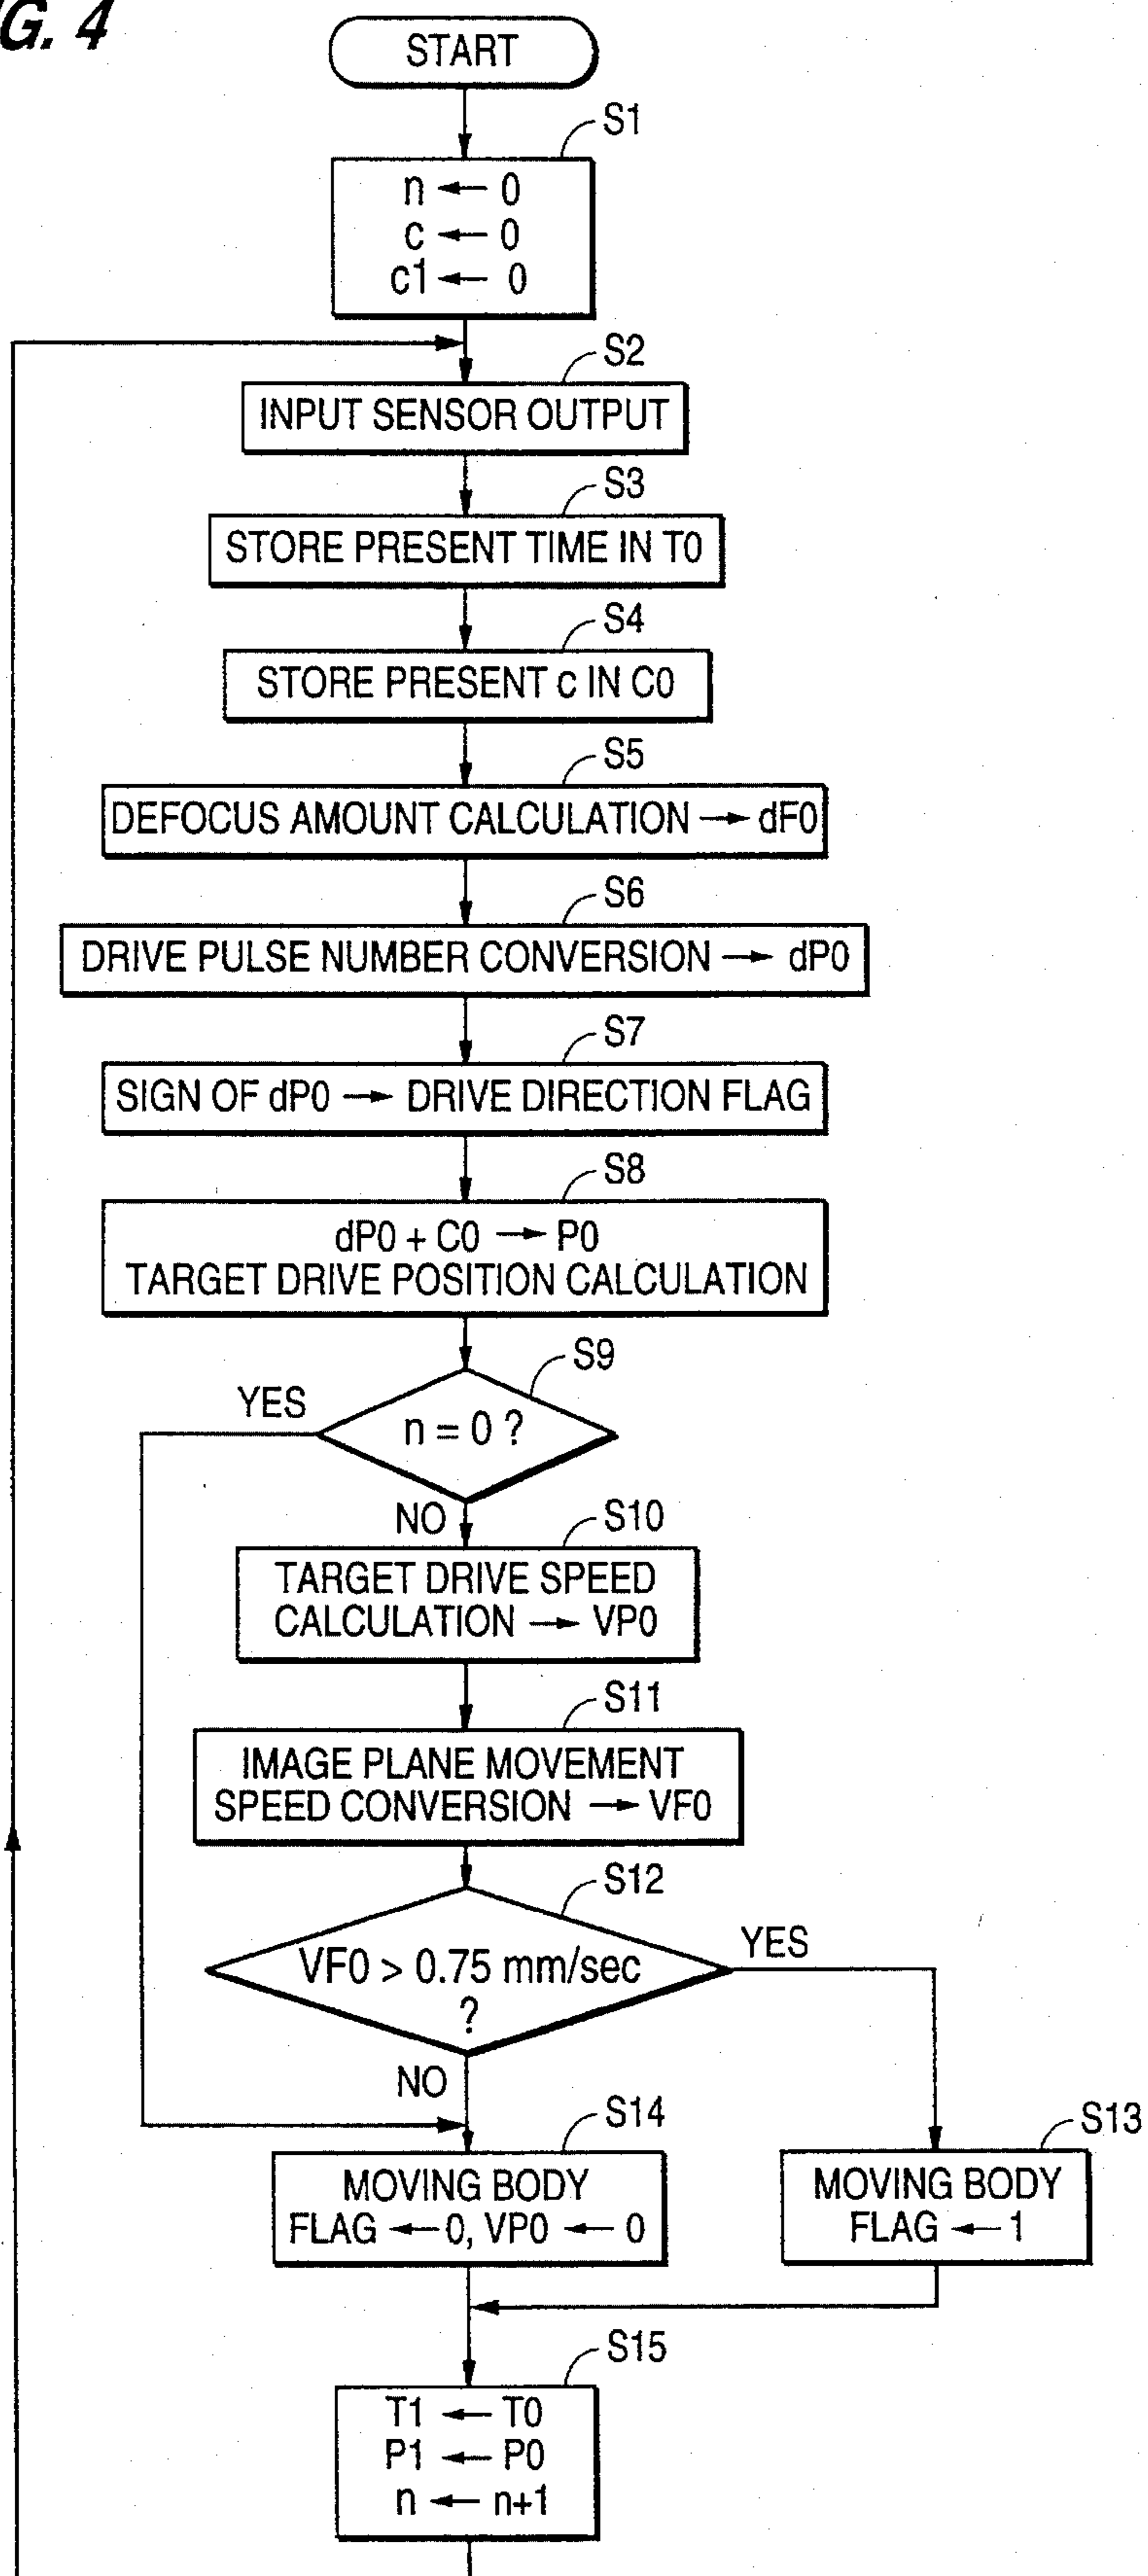 G. 4
START
S1
n ← 0
c ← 0
c1 ← 0
S2
INPUT SENSOR OUTPUT
S3
STORE PRESENT TIME IN T0
S4
STORE PRESENT c IN C0
S5
DEFOCUS AMOUNT CALCULATION → dF0
S6
DRIVE PULSE NUMBER CONVERSION → dP0
S7
SIGN OF dP0 → DRIVE DIRECTION FLAG
S8
dP0 + C0 → P0
TARGET DRIVE POSITION CALCULATION
S9
YES
n = 0 ?
NO
S10
TARGET DRIVE SPEED
CALCULATION → VP0
S11
IMAGE PLANE MOVEMENT
SPEED CONVERSION → VF0
S12
VF0 > 0.75 mm/sec
?
YES
NO
S14
MOVING BODY
FLAG ← 0, VP0 ← 0
S13
MOVING BODY
FLAG ← 1
S15
T1 ← T0
P1 ← P0
n ← n+1